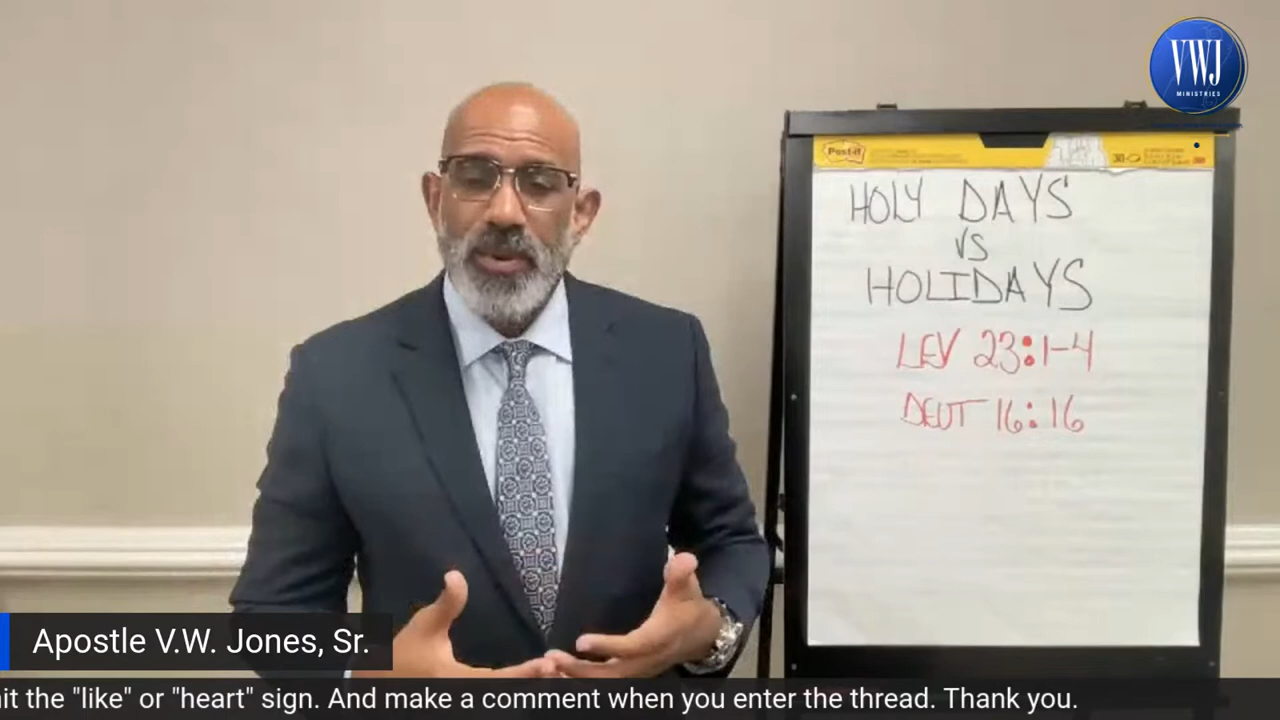 VWJ
MINISTRIES
Post-it
30
HOLY DAYS
VS
HOLIDAYS
LEV 23:1-4
DEUT 16:16
Apostle V.W. Jones, Sr.
the "like" or "heart" sign. And make a comment when you enter the thread. Thank you.